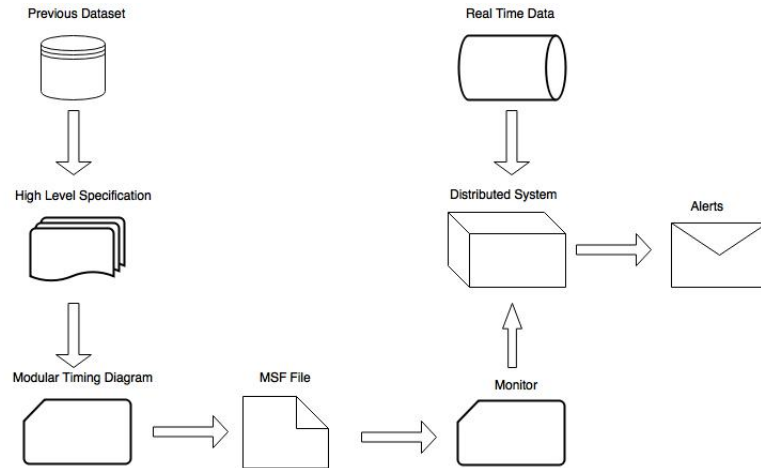 Previous Dataset
Real Time Data
High Level Specification
Distributed System
Alerts
Modular Timing Diagram
MSF File
Monitor